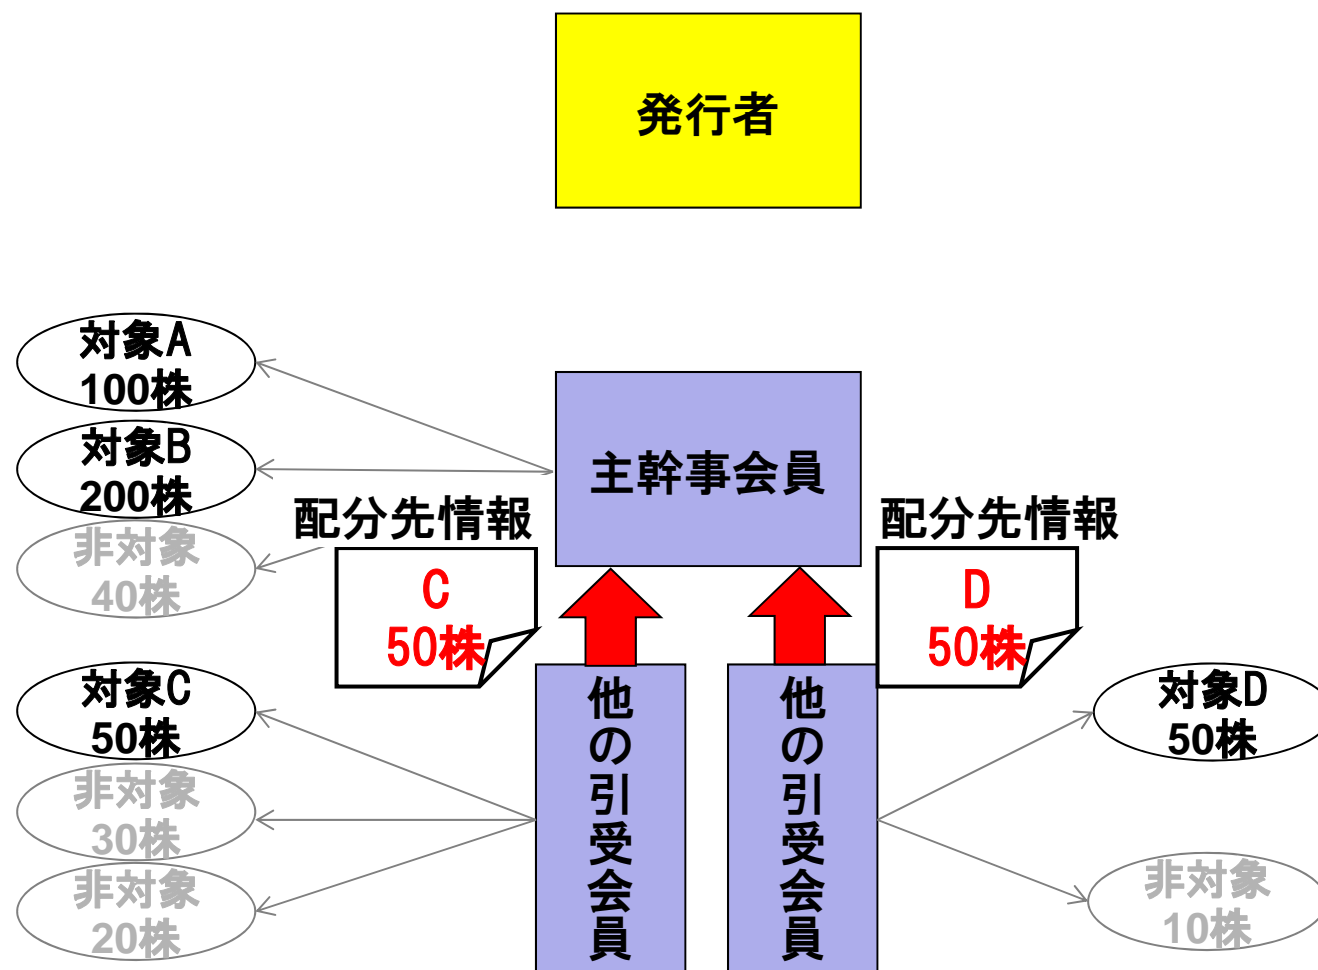 発行者
対象A
100株
対象B
200株
非対象
40株
主幹事会員
配分先情報
C
50株
配分先情報
D
50株
対象C
50株
非対象
30株
非対象
20株
他の引受会員
他の引受会員
対象D
50株
非対象
10株